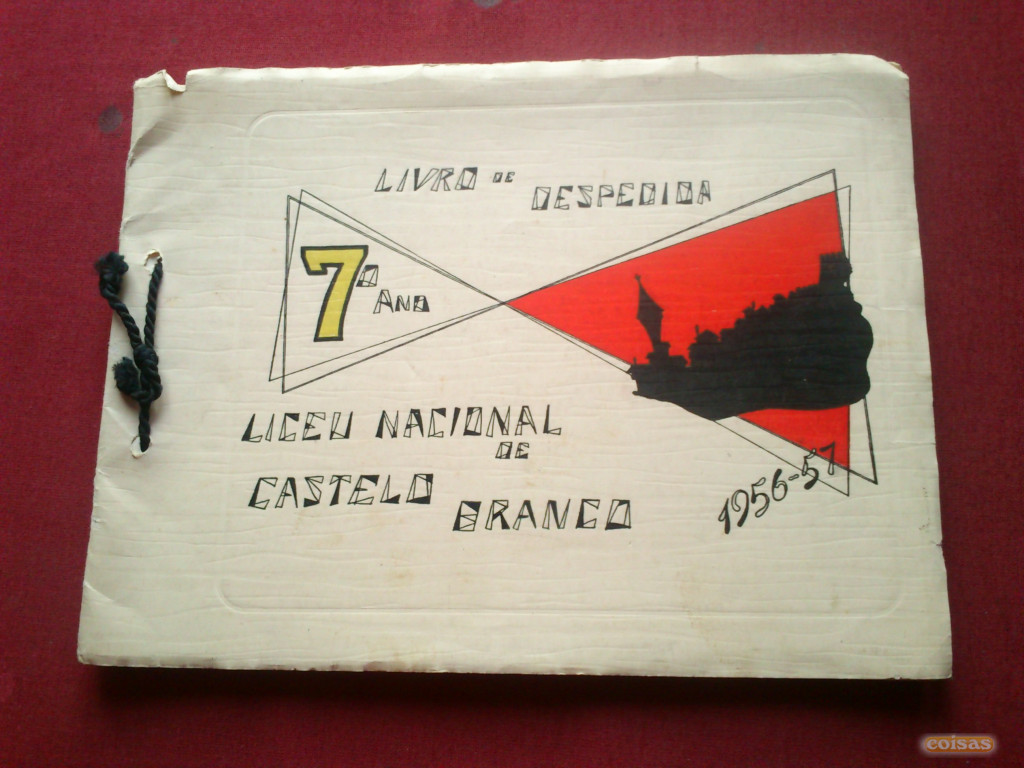 LIVRO DE DESPEDIDA
7º ANO
LICEU NACIONAL
DE
CASTELO BRANCO
1956-57
coisas